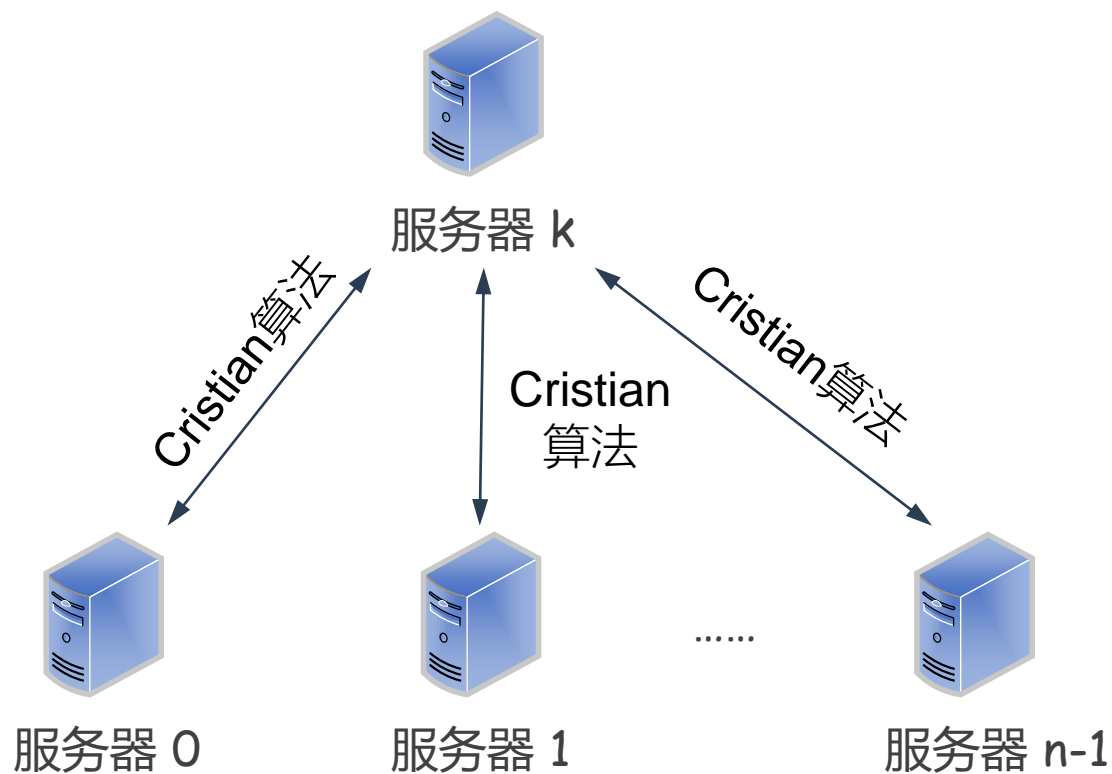 服务器 k
Cristian算法
Cristian
算法
Cristian算法
……
服务器 0
服务器 1
服务器 n-1